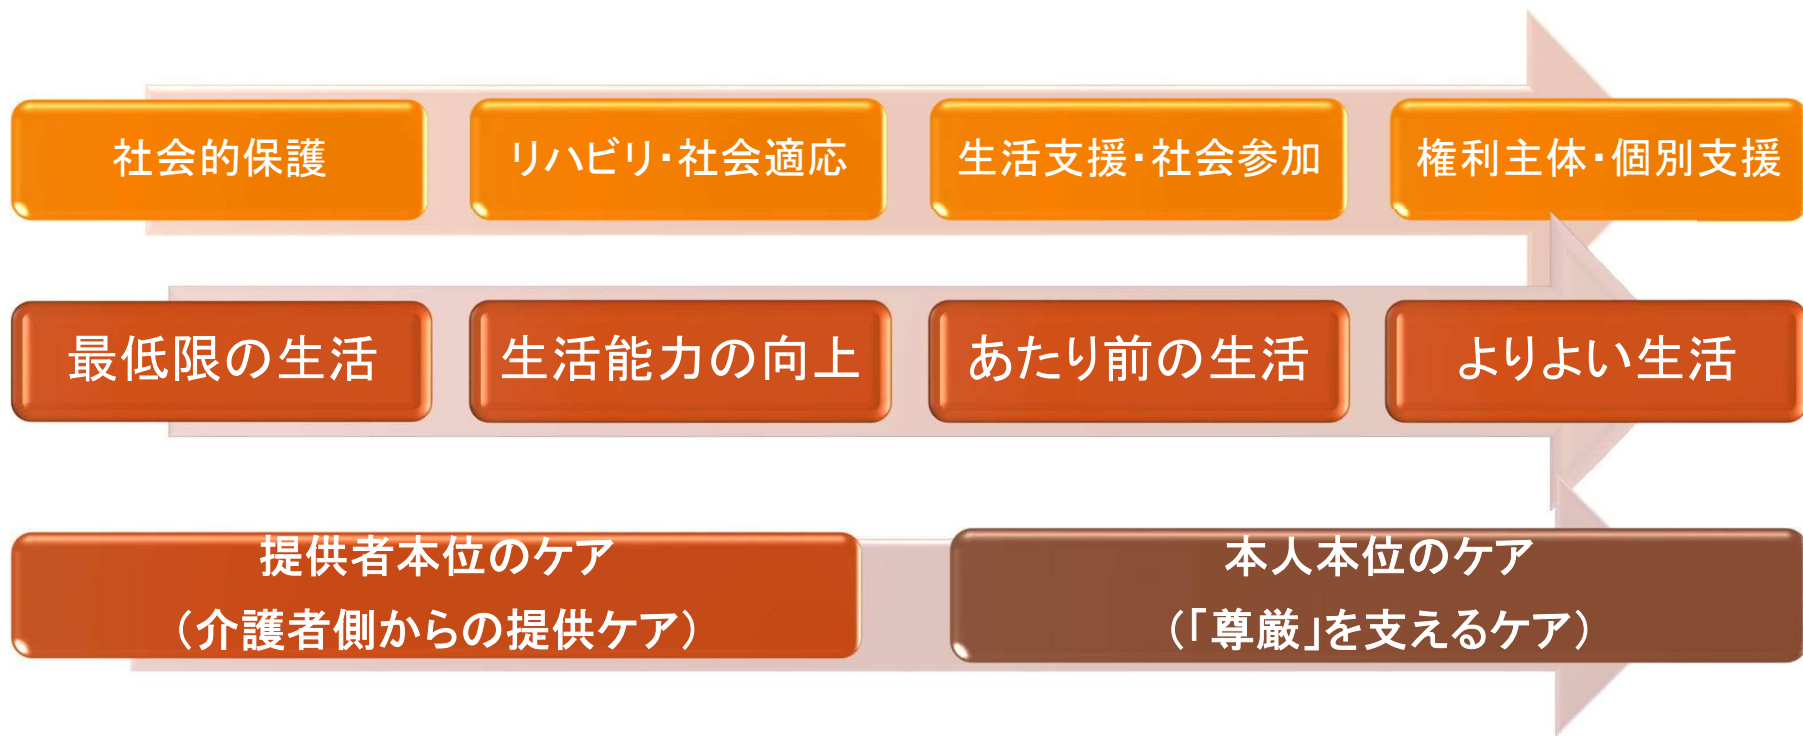 社会的保護
リハビリ・社会適応
生活支援・社会参加
権利主体・個別支援
最低限の生活
生活能力の向上
あたり前の生活
よりよい生活
提供者本位のケア
（介護者側からの提供ケア）
本人本位のケア
（「尊厳」を支えるケア）